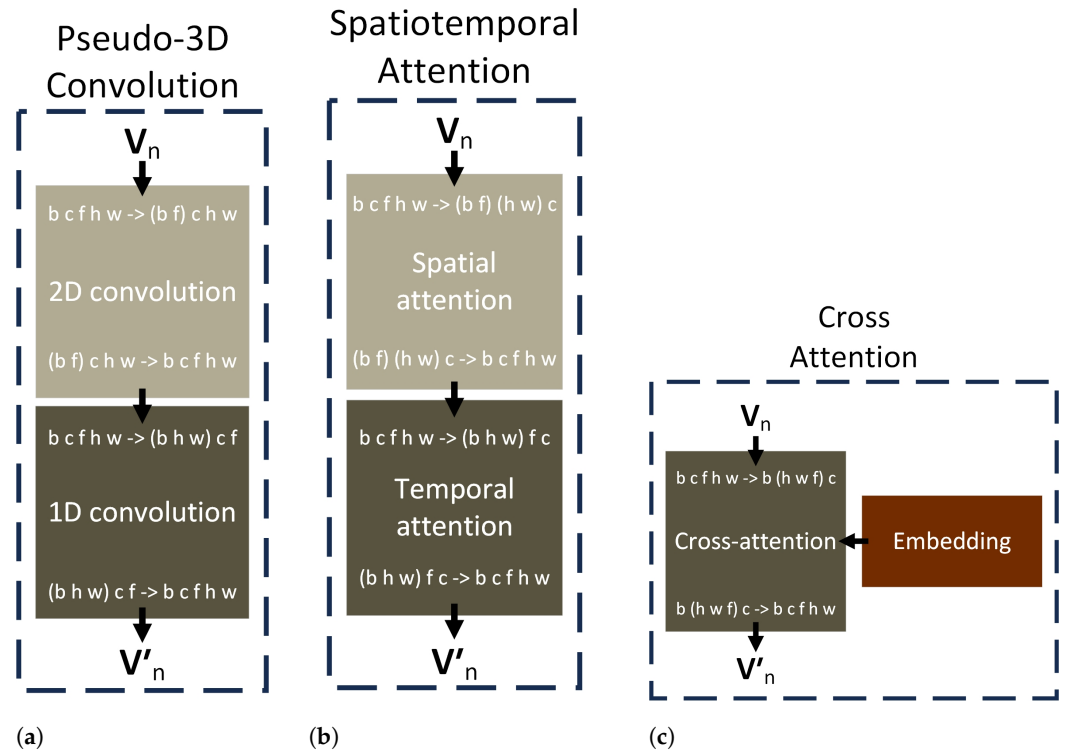 Pseudo-3D
Convolution
V_n
b c f h w -> (b f) c h w
2D convolution
(b f) c h w -> b c f h w
b c f h w -> (b h w) c f
1D convolution
(b h w) c f -> b c f h w
V'_n
(a)
Spatiotemporal
Attention
V_n
b c f h w -> (b f) (h w) c
Spatial
attention
(b f) (h w) c -> b c f h w
b c f h w -> (b h w) f c
Temporal
attention
(b h w) f c -> b c f h w
V'_n
(b)
Cross
Attention
V_n
b c f h w -> b (h w f) c
Cross-attention
Embedding
b (h w f) c -> b c f h w
V'_n
(c)